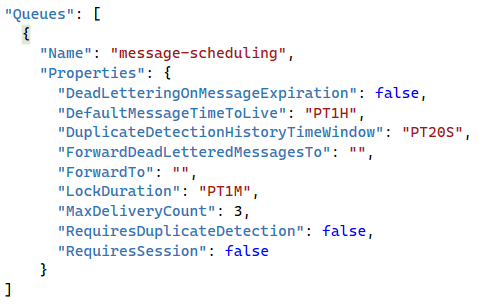 "Queues": [
  {
    "Name": "message-scheduling",
    "Properties": {
      "DeadLetteringOnMessageExpiration": false,
      "DefaultMessageTimeToLive": "PT1H",
      "DuplicateDetectionHistoryTimeWindow": "PT20S",
      "ForwardDeadLetteredMessagesTo": "",
      "ForwardTo": "",
      "LockDuration": "PT1M",
      "MaxDeliveryCount": 3,
      "RequiresDuplicateDetection": false,
      "RequiresSession": false
    }
]